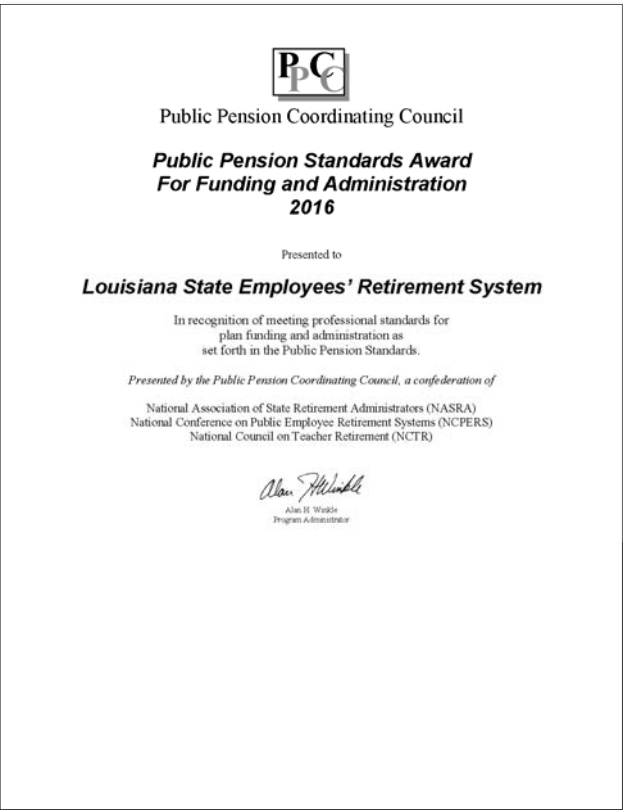 PPCC
Public Pension Coordinating Council
Public Pension Standards Award
For Funding and Administration
2016
Presented to
Louisiana State Employees’ Retirement System
In recognition of meeting professional standards for
plan funding and administration as
set forth in the Public Pension Standards.
Presented by the Public Pension Coordinating Council, a confederation of
National Association of State Retirement Administrators (NASRA)
National Conference on Public Employee Retirement Systems (NCPERS)
National Council on Teacher Retirement (NCTR)
Alan H Winkle
Alan H. Winkle
Program Administrator